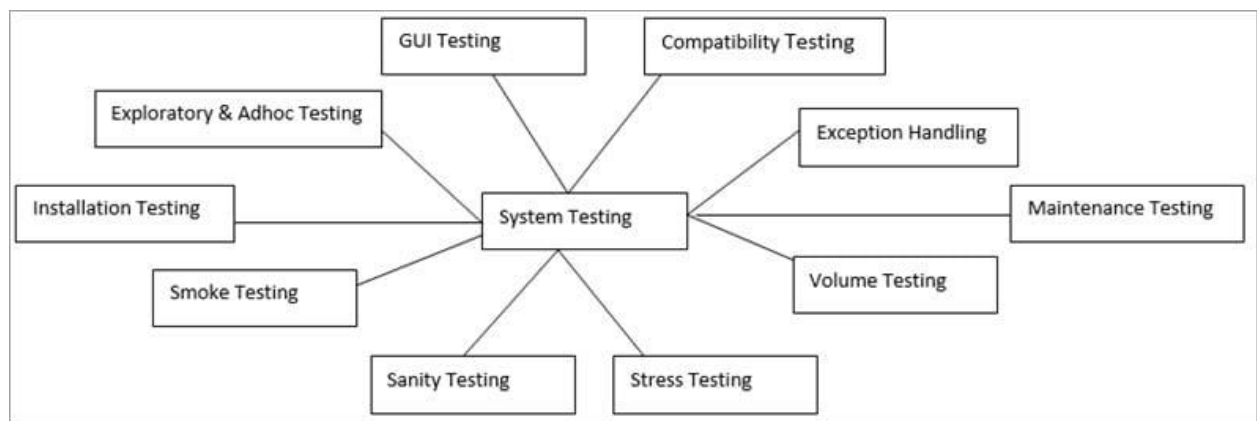 GUI Testing
Compatibility Testing
Exploratory & Adhoc Testing
Exception Handling
Installation Testing
System Testing
Maintenance Testing
Smoke Testing
Volume Testing
Sanity Testing
Stress Testing